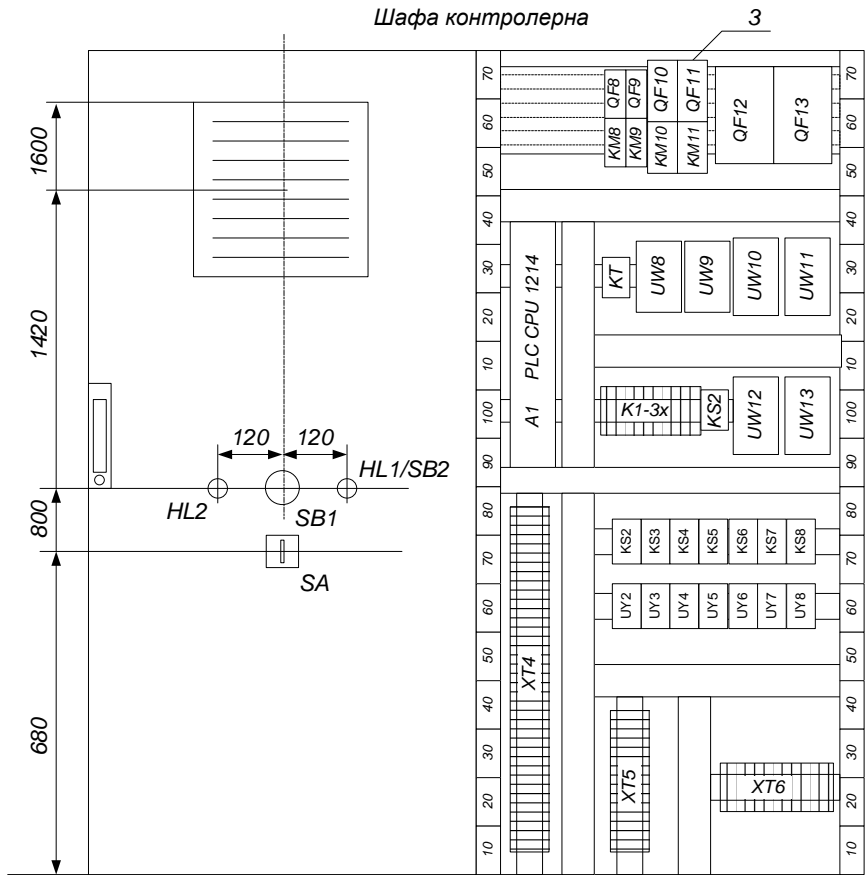 Шафа контролерна
3
70
60
50
40
30
20
10
100
90
80
70
60
50
40
30
20
10
1600
1420
800
680
120
120
HL2
SB1
HL1/SB2
SA
QF8
QF9
QF10
QF11
QF12
QF13
KM8
KM9
KM10
KM11
A1 PLC CPU 1214
KT
UW8
UW9
UW10
UW11
K1-3x
KS2
UW12
UW13
KS2
KS3
KS4
KS5
KS6
KS7
KS8
UY2
UY3
UY4
UY5
UY6
UY7
UY8
XT4
XT5
XT6
70
60
50
40
30
20
10
100
90
80
70
60
50
40
30
20
10